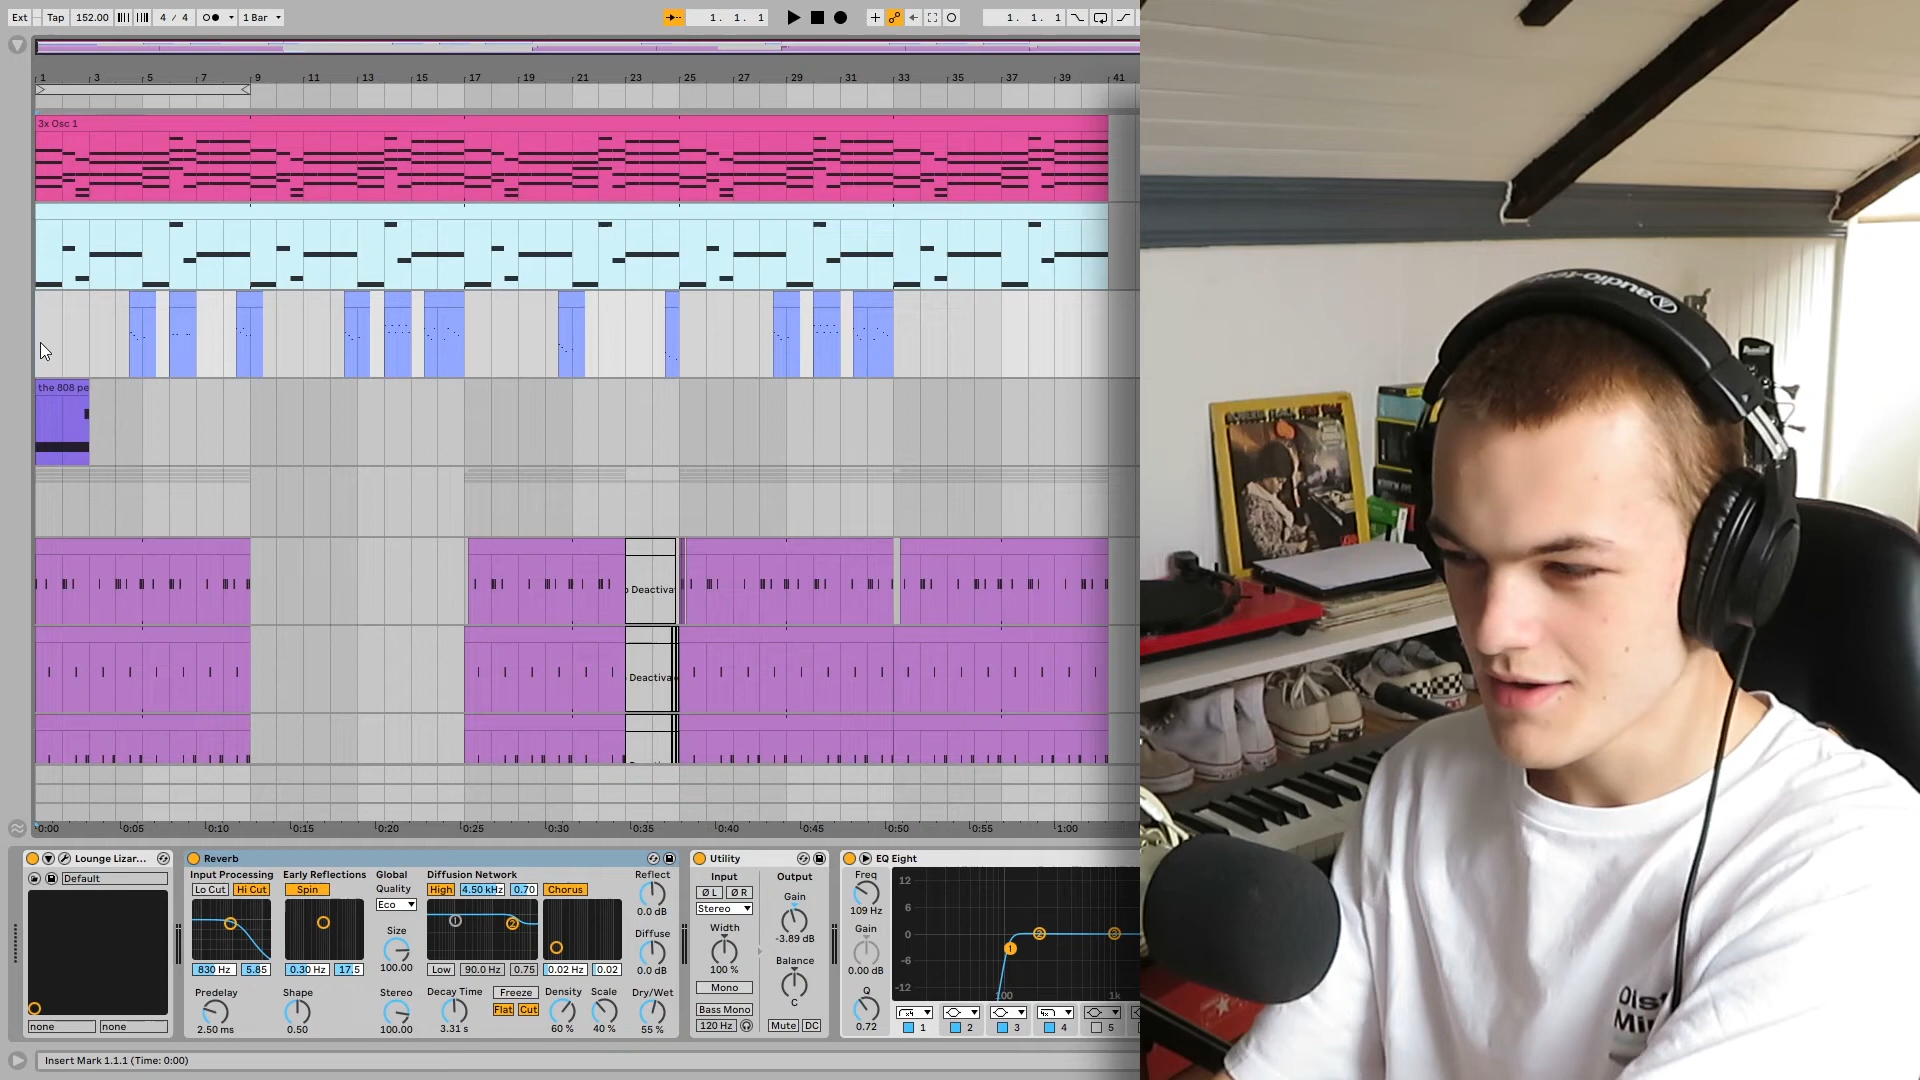 Ext Tap 152.00 4 / 4 1 Bar 1. 1. 1 1. 1. 1
1 3 5 7 9 11 13 15 17 19 21 23 25 27 29 31 33 35 37 39 41
3x Osc 1
the 808 pe
Deactivat
Deactiva
0:00 0:05 0:10 0:15 0:20 0:25 0:30 0:35 0:40 0:45 0:50 0:55 1:00
Lounge Lizar...
Default
none none
Reverb
Input Processing Early Reflections Global Diffusion Network Reflect
Lo Cut Hi Cut Spin Quality High 4.50 kHz 0.70 Chorus 0.0 dB
Eco
Size Diffuse
100.00 0.0 dB
830 Hz 5.85 0.30 Hz 17.5 Low 90.0 Hz 0.75 0.02 Hz 0.02
Predelay Shape Stereo Decay Time Freeze Density Scale Dry/Wet
Flat Cut
2.50 ms 0.50 100.00 3.31 s 60 % 40 % 55 %
Utility
Input Output
Ø L Ø R Gain
Stereo
Width -3.89 dB
100 % Balance
Mono C
Bass Mono
120 Hz Mute DC
EQ Eight
Freq
109 Hz
Gain
0.00 dB
Q
0.72
12
6
0
-6
-12
100 1k
1 2 3 4 5
Insert Mark 1.1.1 (Time: 0:00)
audio-te